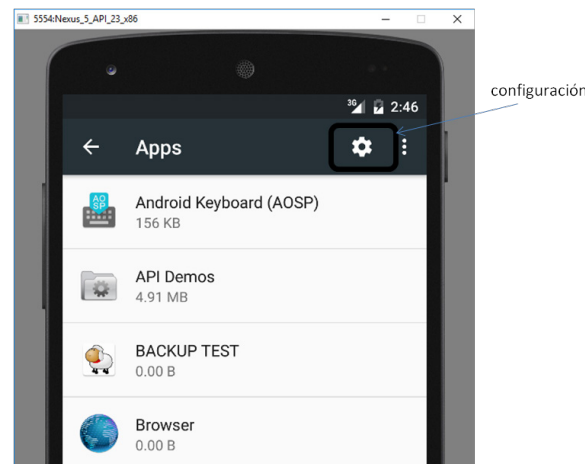 5554:Nexus_5_API_23_x86
configuración
3G 2:46
Apps
Android Keyboard (AOSP)
156 KB
API Demos
4.91 MB
BACKUP TEST
0.00 B
Browser
0.00 B